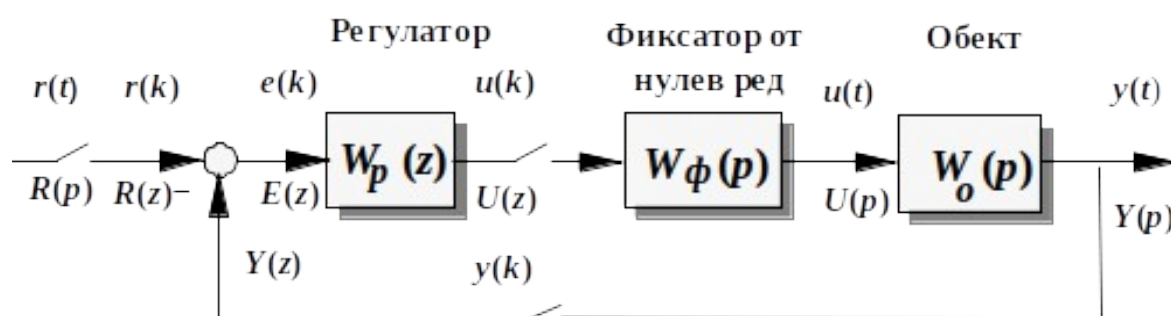 Регулатор
Фиксатор от
нулев ред
Обект
r(t) r(k) e(k) u(k) u(t) y(t)
W_p(z) W_ф(p) W_o(p)
R(p) R(z) – E(z) U(z) U(p) Y(p)
Y(z) y(k)